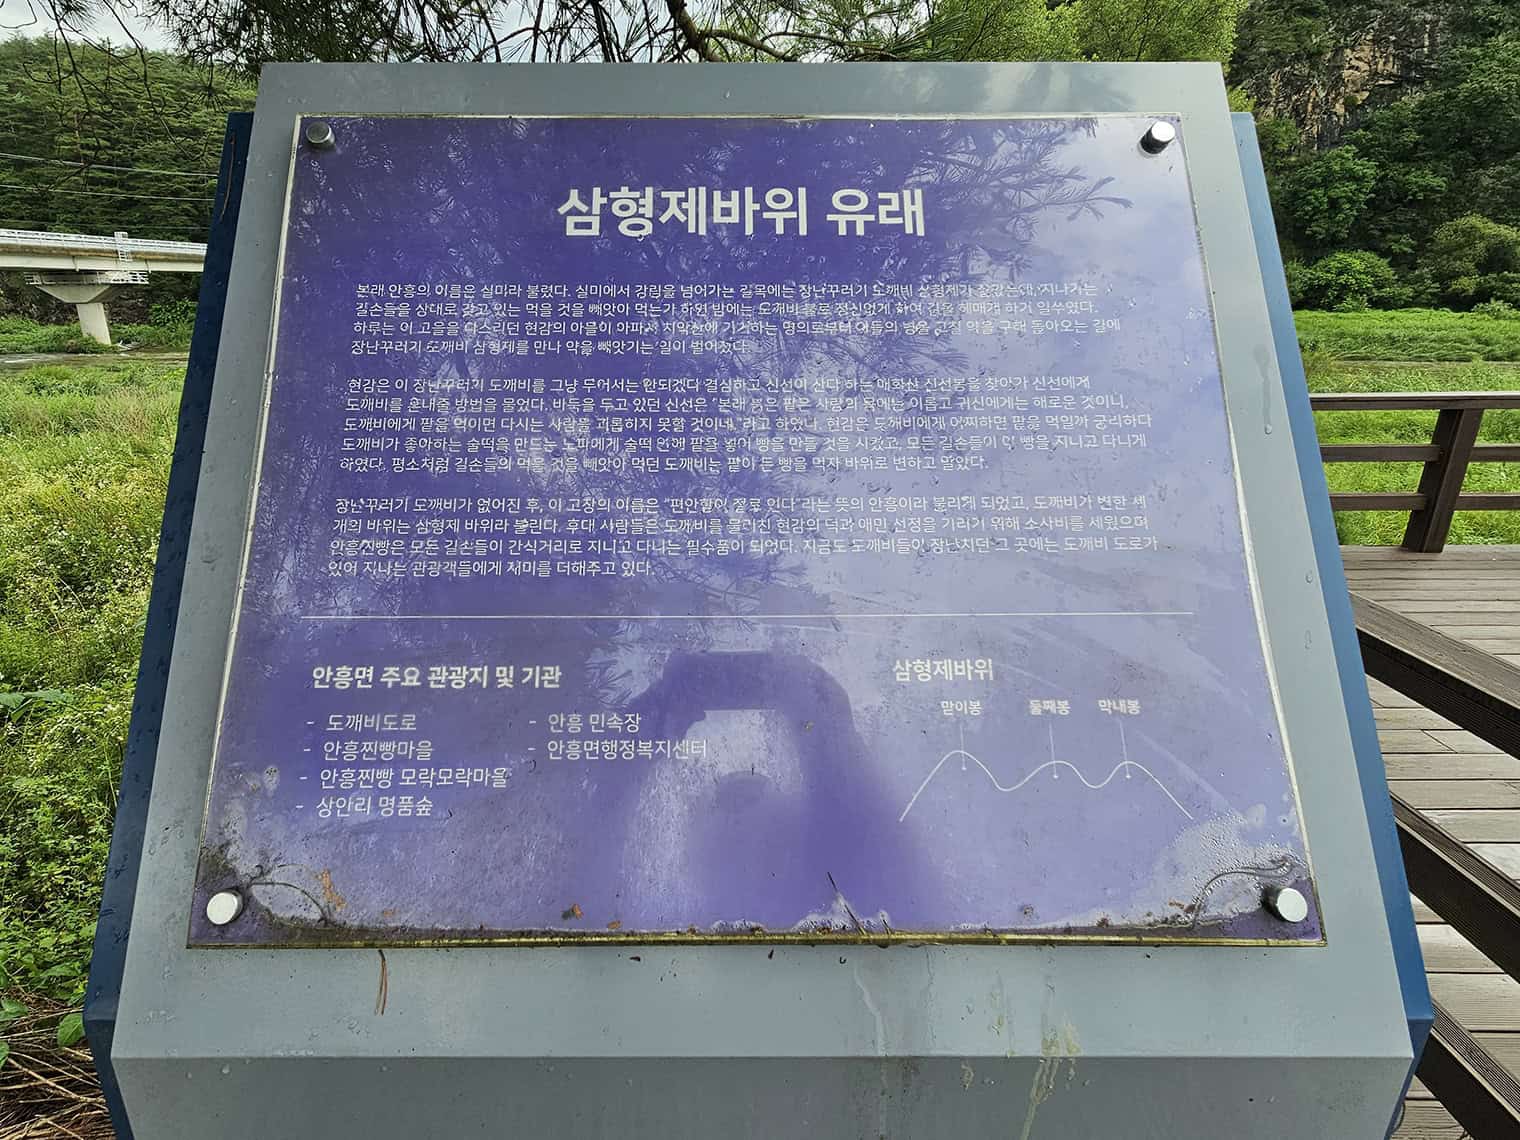 삼형제바위 유래
본래 안흥의 이름은 실미라 불렸다. 실미에서 강림을 넘어가는 길목에는 장난꾸러기 도깨비 삼형제가 살았는데, 지나가는
길손들을 상대로 갖고 있는 먹을 것을 빼앗아 먹는가 하면 밤에는 도깨비 불로 정신없게 하여 길을 헤매게 하기 일쑤였다.
하루는 이 고을을 다스리던 현감의 아들이 아파서 치악산에 기거하는 명의로부터 아들의 병을 고칠 약을 구해 돌아오는 길에
장난꾸러기 도깨비 삼형제를 만나 약을 빼앗기는 일이 벌어졌다.
현감은 이 장난꾸러기 도깨비를 그냥 두어서는 안되겠다 결심하고 신선이 산다 하는 매화산 신선봉을 찾아가 신선에게
도깨비를 혼내줄 방법을 물었다. 바둑을 두고 있던 신선은 "본래 붉은 팥은 사람의 몸에는 이롭고 귀신에게는 해로운 것이니,
도깨비에게 팥을 먹이면 다시는 사람을 괴롭히지 못할 것이네."라고 하였다. 현감은 도깨비에게 어찌하면 팥을 먹일까 궁리하다
도깨비가 좋아하는 술떡을 만드는 노파에게 술떡 안에 팥을 넣어 빵을 만들 것을 시켰고, 모든 길손들이 이 빵을 지니고 다니게
하였다. 평소처럼 길손들의 먹을 것을 빼앗아 먹던 도깨비는 팥이 든 빵을 먹자 바위로 변하고 말았다.
장난꾸러기 도깨비가 없어진 후, 이 고장의 이름은 "편안함이 절로 인다"라는 뜻의 안흥이라 불리게 되었고, 도깨비가 변한 세
개의 바위는 삼형제 바위라 불린다. 후대 사람들은 도깨비를 물리친 현감의 덕과 애민 선정을 기리기 위해 소사비를 세웠으며
안흥찐빵은 모든 길손들이 간식거리로 지니고 다니는 필수품이 되었다. 지금도 도깨비들이 장난치던 그 곳에는 도깨비 도로가
있어 지나는 관광객들에게 재미를 더해주고 있다.
안흥면 주요 관광지 및 기관
- 도깨비도로
- 안흥찐빵마을
- 안흥찐빵 모락모락마을
- 상안리 명품숲
- 안흥 민속장
- 안흥면행정복지센터
삼형제바위
맏이봉 둘째봉 막내봉